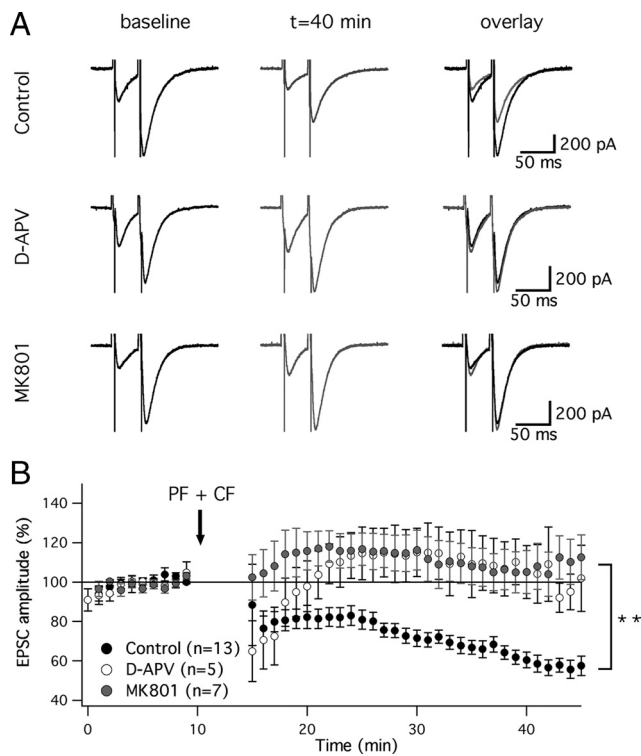 A
baseline
t=40 min
overlay
Control
200 pA
50 ms
D-APV
200 pA
50 ms
MK801
200 pA
50 ms
B
PF + CF
EPSC amplitude (%)
140
120
100
80
60
40
Control (n=13)
D-APV (n=5)
MK801 (n=7)
* *
0
10
20
30
40
Time (min)